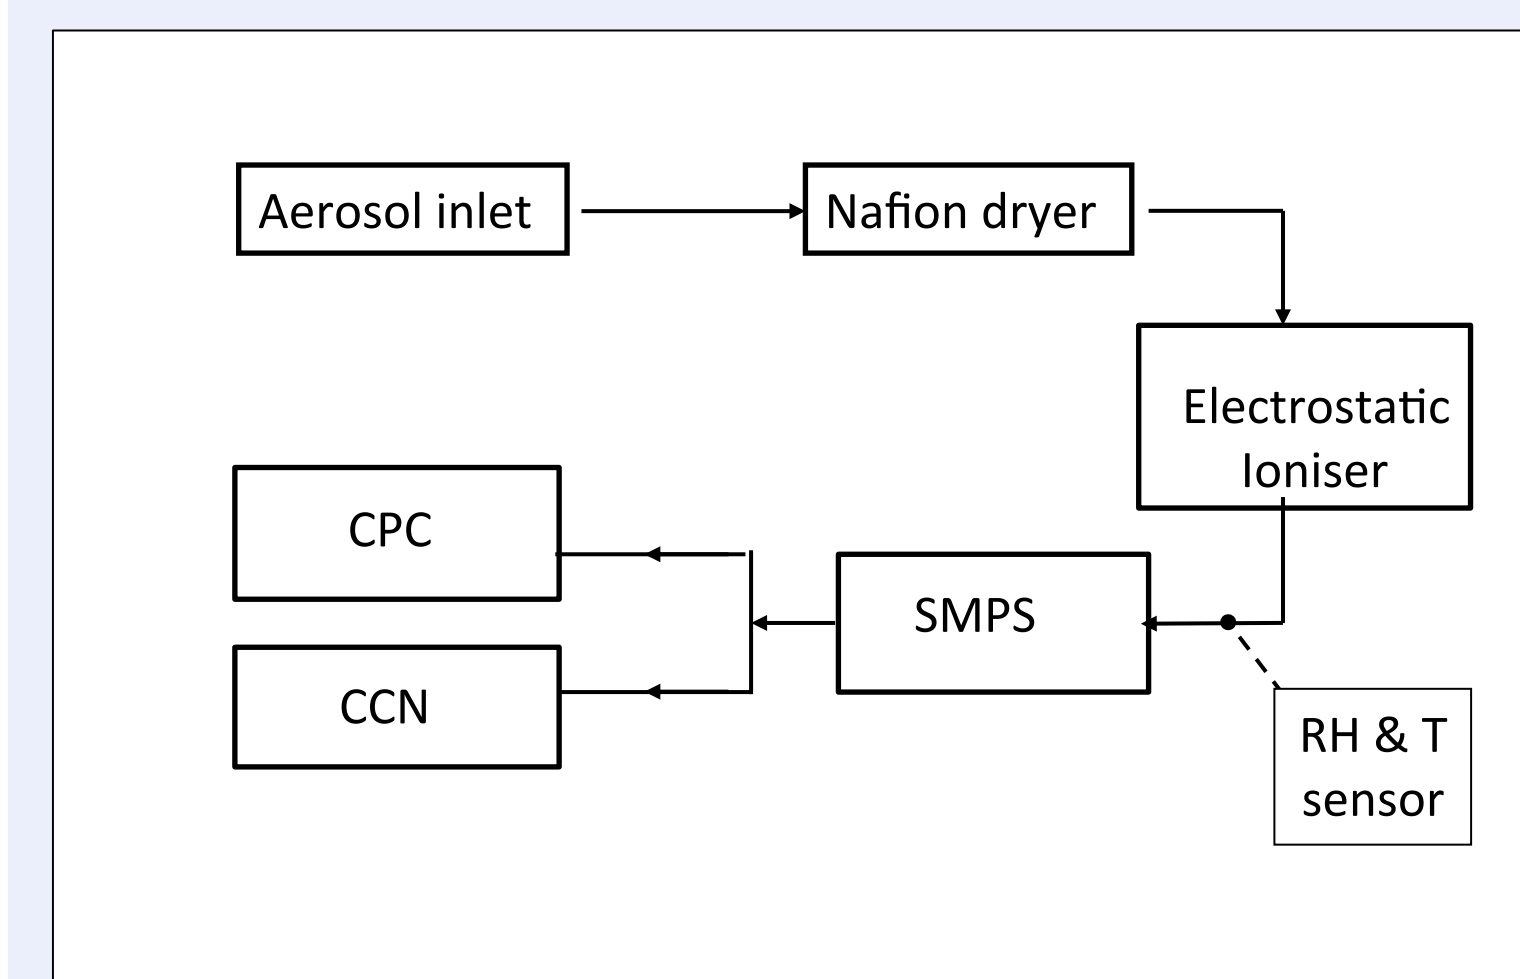 Aerosol inlet
Nafion dryer
Electrostatic
Ioniser
CPC
SMPS
CCN
RH & T
sensor